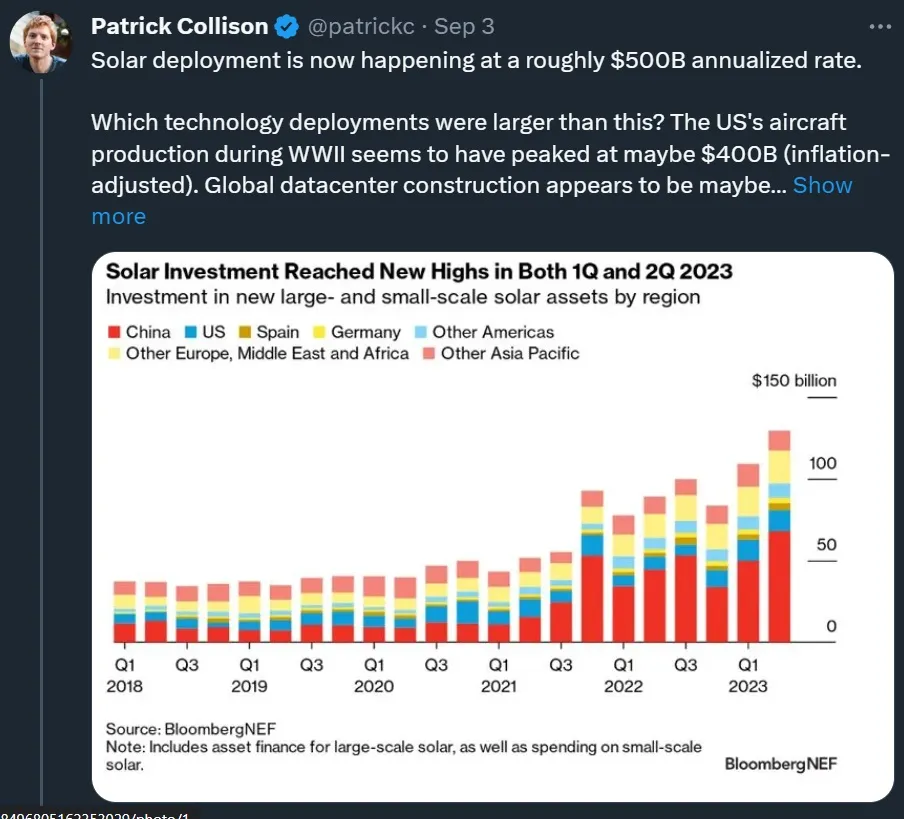 Patrick Collison @patrickc · Sep 3
Solar deployment is now happening at a roughly $500B annualized rate.
Which technology deployments were larger than this? The US's aircraft
production during WWII seems to have peaked at maybe $400B (inflation-
adjusted). Global datacenter construction appears to be maybe... Show
more
Solar Investment Reached New Highs in Both 1Q and 2Q 2023
Investment in new large- and small-scale solar assets by region
China US Spain Germany Other Americas
Other Europe, Middle East and Africa Other Asia Pacific
$150 billion
100
50
0
Q1 Q3 Q1 Q3 Q1 Q3 Q1 Q3 Q1 Q3 Q1
2018 2019 2020 2021 2022 2023
Source: BloombergNEF
Note: Includes asset finance for large-scale solar, as well as spending on small-scale
solar.
BloombergNEF